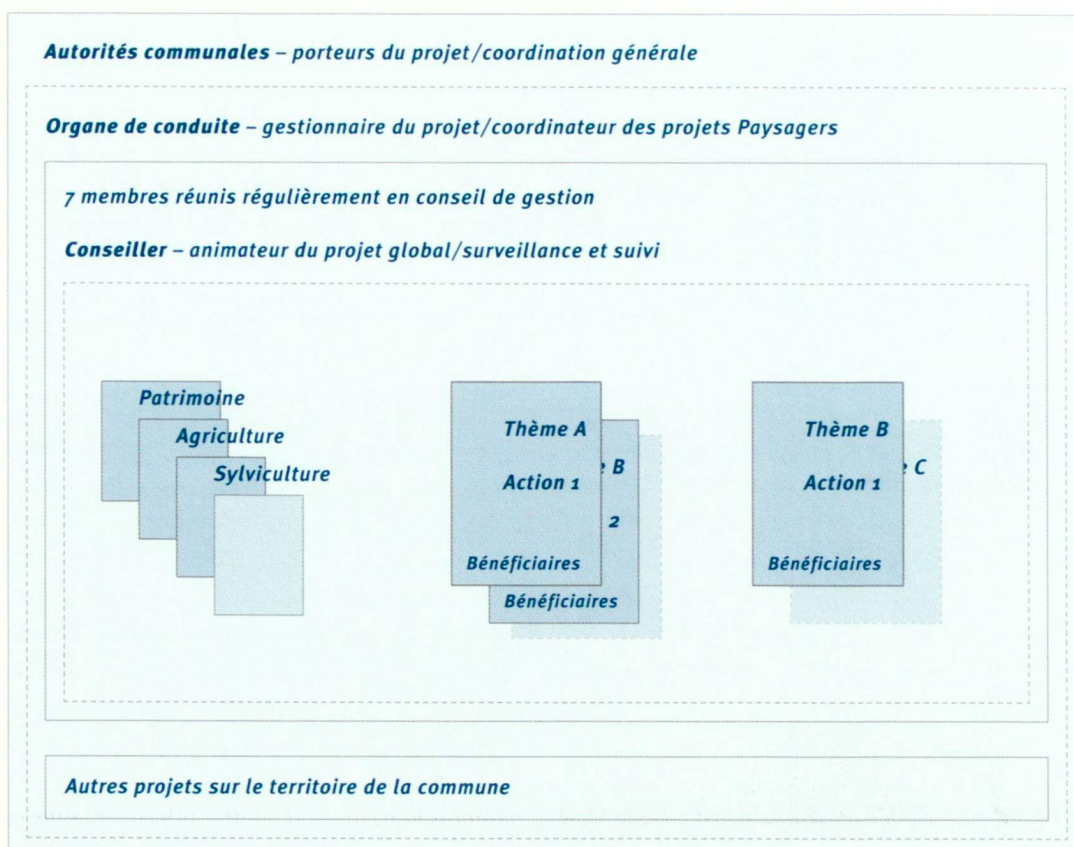 Autorités communales – porteurs du projet/coordination générale
Organe de conduite – gestionnaire du projet/coordinateur des projets Paysagers
7 membres réunis régulièrement en conseil de gestion
Conseiller – animateur du projet global/surveillance et suivi
Patrimoine
Agriculture
Sylviculture
Thème A
B
Action 1
2
Bénéficiaires
Bénéficiaires
Thème B
C
Action 1
Bénéficiaires
Autres projets sur le territoire de la commune